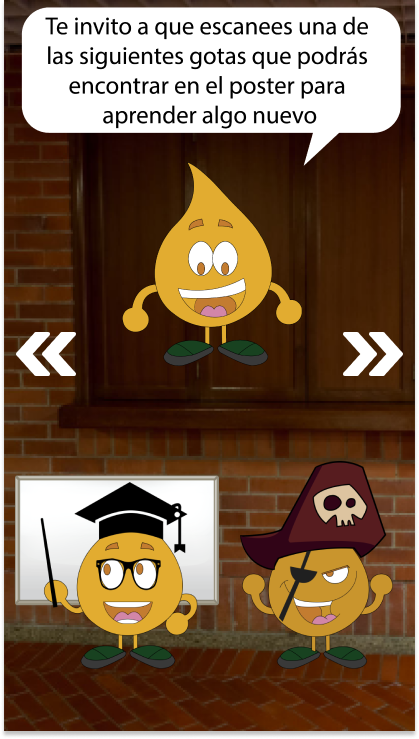 Te invito a que escanees una de
las siguientes gotas que podrás
encontrar en el poster para
aprender algo nuevo